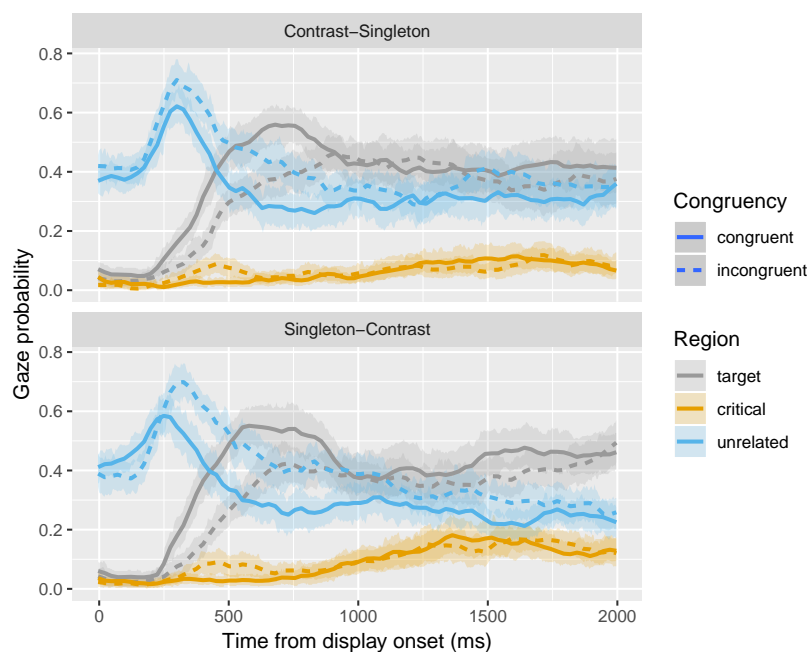 Contrast−Singleton
0.8
0.6
0.4
0.2
0.0
Singleton−Contrast
0.8
0.6
0.4
0.2
0.0
0
500
1000
1500
2000
Time from display onset (ms)
Gaze probability
Congruency
congruent
incongruent
Region
target
critical
unrelated